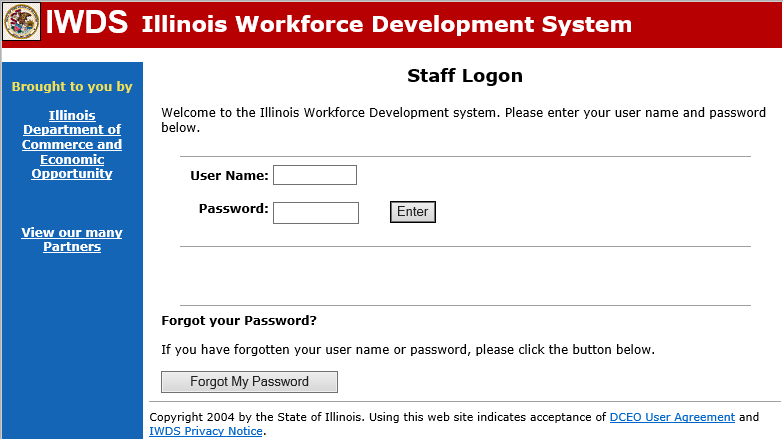 IWDS Illinois Workforce Development System
Brought to you by
Illinois
Department of
Commerce and
Economic
Opportunity
View our many
Partners
Staff Logon
Welcome to the Illinois Workforce Development system. Please enter your user name and password
below.
User Name:
Password:
Enter
Forgot your Password?
If you have forgotten your user name or password, please click the button below.
Forgot My Password
Copyright 2004 by the State of Illinois. Using this web site indicates acceptance of DCEO User Agreement and
IWDS Privacy Notice.